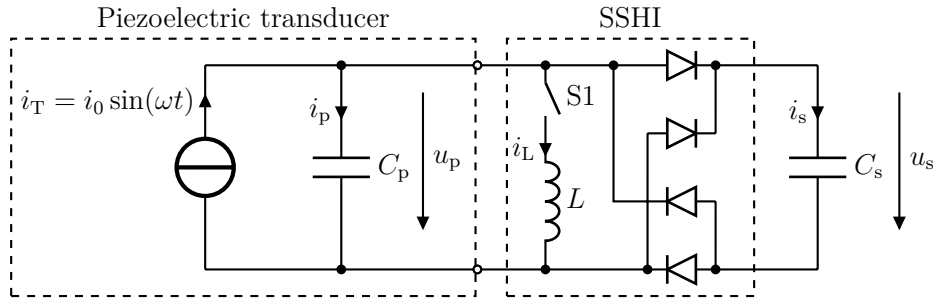 Piezoelectric transducer
SSHI
i_T = i_0 sin(ωt)
i_p
C_p
u_p
S1
i_L
L
i_s
C_s
u_s